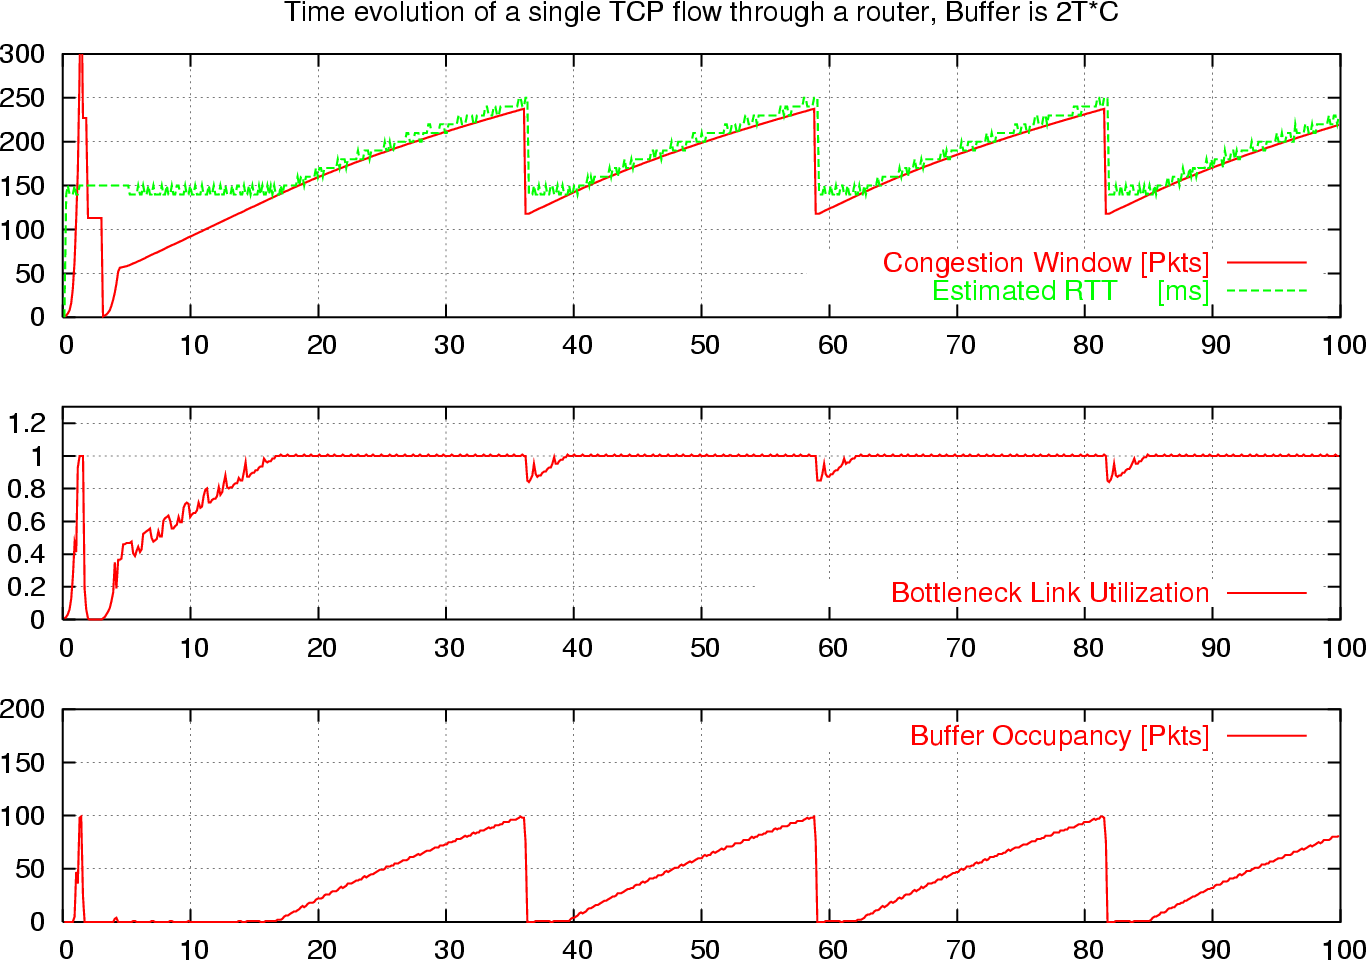 Time evolution of a single TCP flow through a router, Buffer is 2T*C
300
250
200
150
100
50
0
Congestion Window [Pkts]
Estimated RTT [ms]
0 10 20 30 40 50 60 70 80 90 100
1.2
1
0.8
0.6
0.4
0.2
0
Bottleneck Link Utilization
0 10 20 30 40 50 60 70 80 90 100
200
150
100
50
0
Buffer Occupancy [Pkts]
0 10 20 30 40 50 60 70 80 90 100